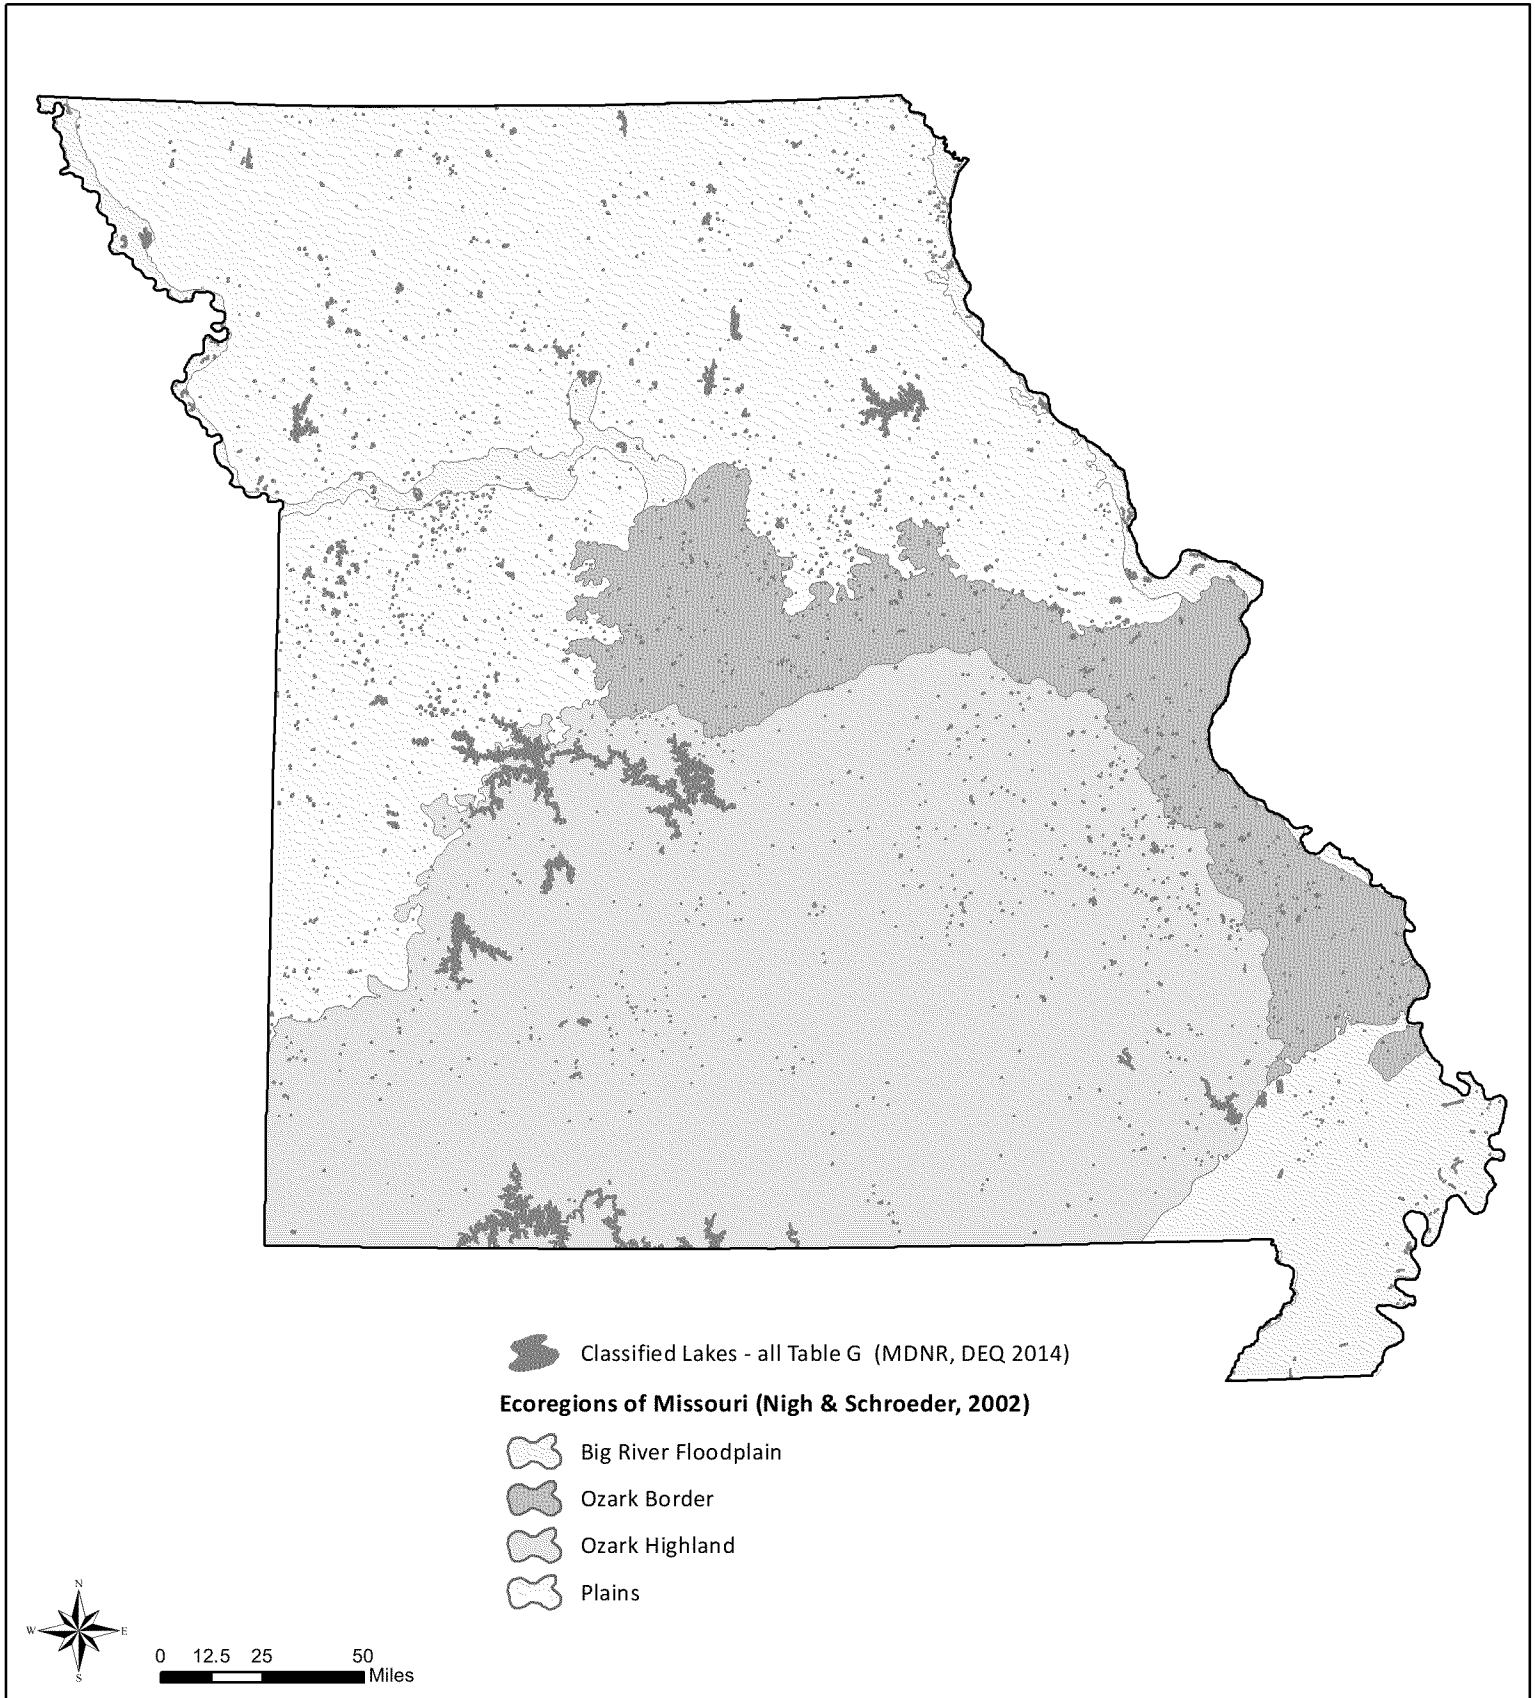 Classified Lakes - all Table G (MDNR, DEQ 2014)
Ecoregions of Missouri (Nigh & Schroeder, 2002)
Big River Floodplain
Ozark Border
Ozark Highland
Plains
N
W E
S
0 12.5 25 50
Miles